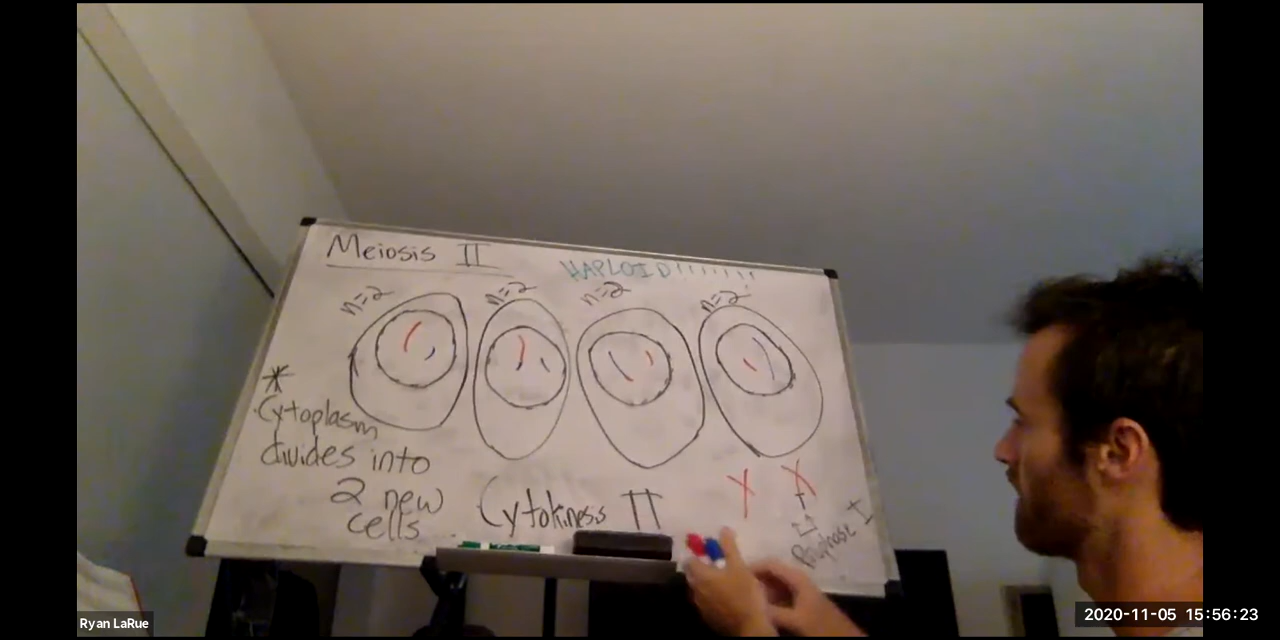 Meiosis II
HAPLOID!!!!!!!
n=2 n=2 n=2 n=2
*
Cytoplasm
divides into
2 new
cells
Cytokiness II
X X
Prophase I
Ryan LaRue
2020-11-05 15:56:23